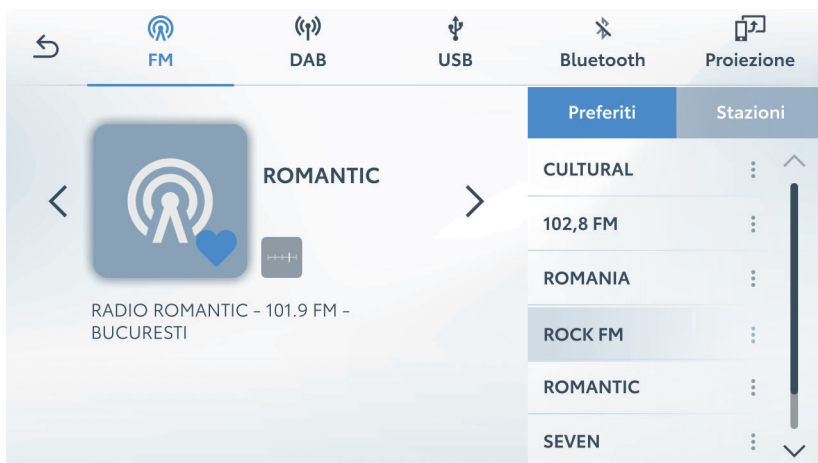 FM
DAB
USB
Bluetooth
Proiezione
ROMANTIC
RADIO ROMANTIC - 101.9 FM -
BUCURESTI
Preferiti
Stazioni
CULTURAL
102,8 FM
ROMANIA
ROCK FM
ROMANTIC
SEVEN